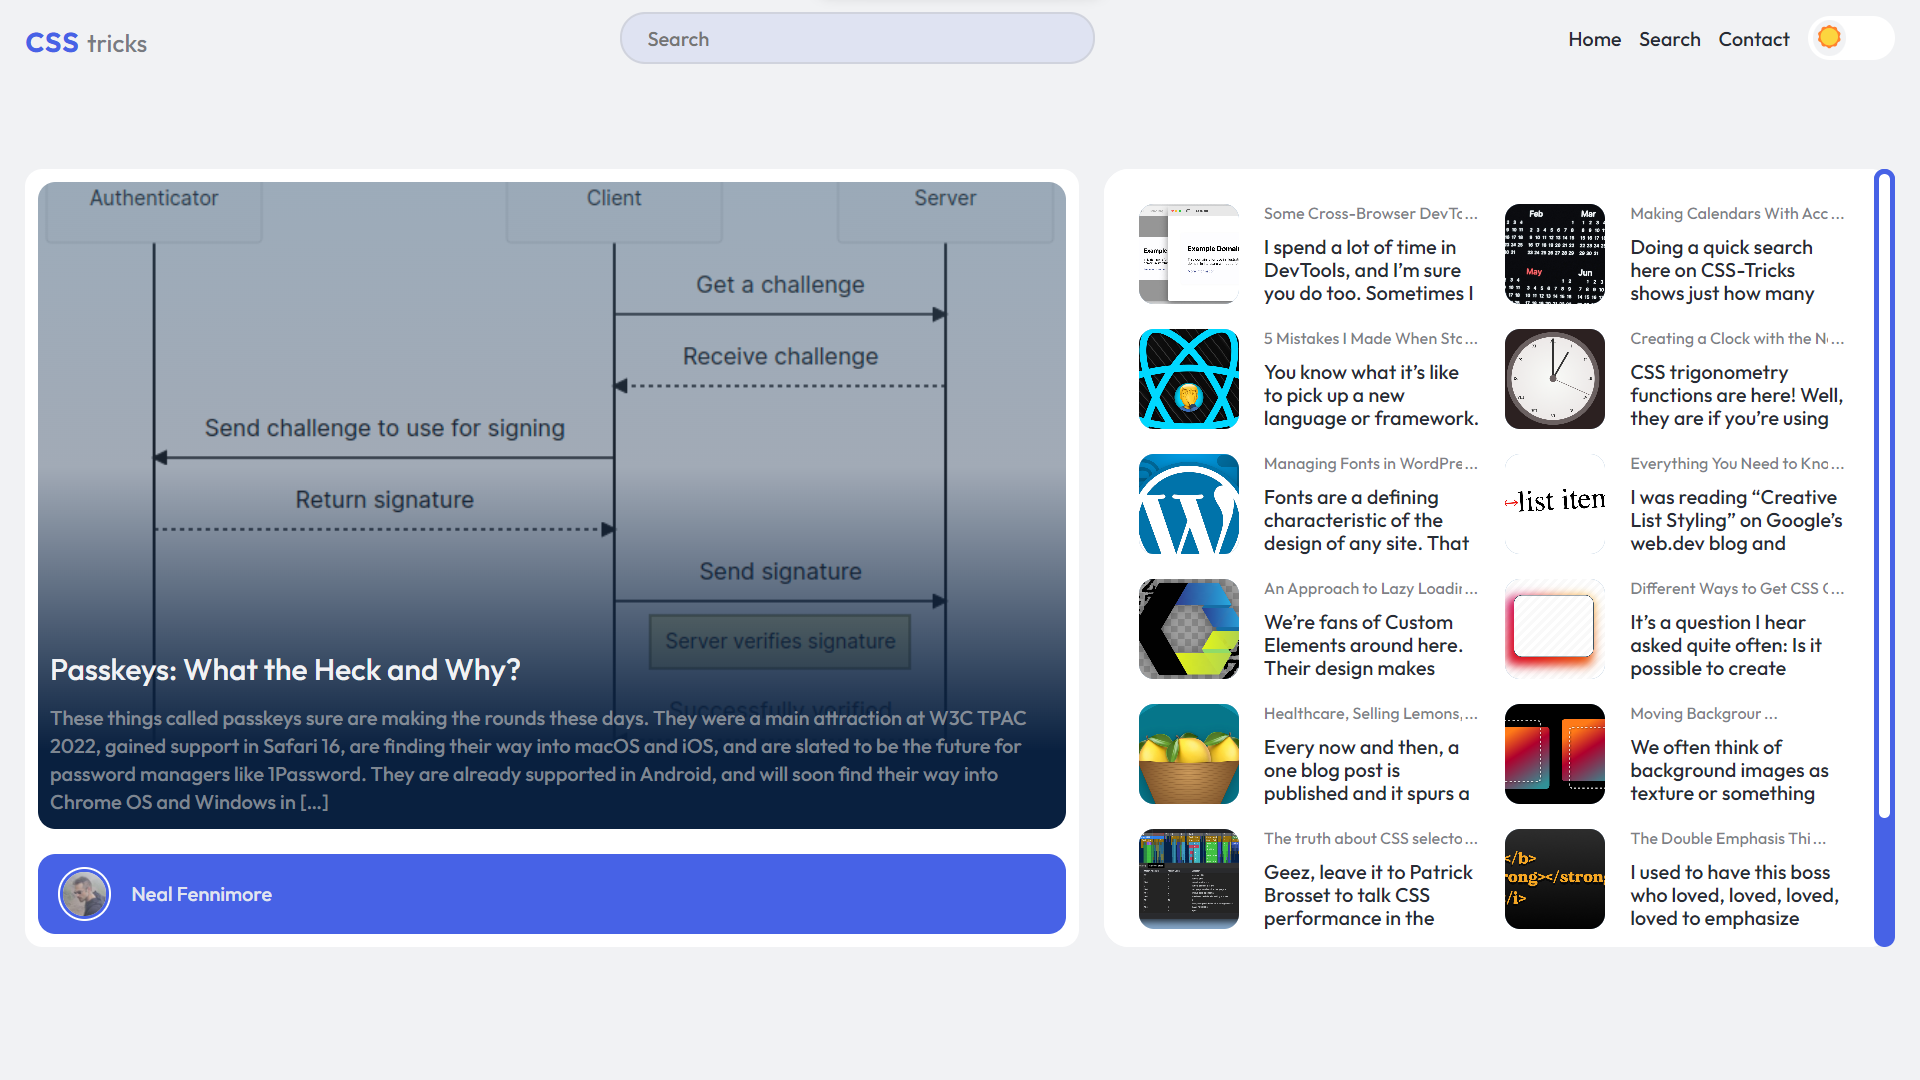 CSS tricks
Search
Home Search Contact
Authenticator
Client
Server
Get a challenge
Receive challenge
Send challenge to use for signing
Return signature
Send signature
Server verifies signature
Successfully verified
Passkeys: What the Heck and Why?
These things called passkeys sure are making the rounds these days. They were a main attraction at W3C TPAC
2022, gained support in Safari 16, are finding their way into macOS and iOS, and are slated to be the future for
password managers like 1Password. They are already supported in Android, and will soon find their way into
Chrome OS and Windows in [...]
Neal Fennimore
Some Cross-Browser DevTo...
I spend a lot of time in
DevTools, and I’m sure
you do too. Sometimes I
Feb Mar
May Jun
Making Calendars With Acc...
Doing a quick search
here on CSS-Tricks
shows just how many
5 Mistakes I Made When Sta...
You know what it’s like
to pick up a new
language or framework.
Creating a Clock with the N...
CSS trigonometry
functions are here! Well,
they are if you’re using
Managing Fonts in WordPre...
Fonts are a defining
characteristic of the
design of any site. That
list item
Everything You Need to Kno...
I was reading “Creative
List Styling” on Google’s
web.dev blog and
An Approach to Lazy Loadin...
We’re fans of Custom
Elements around here.
Their design makes
Different Ways to Get CSS G...
It’s a question I hear
asked quite often: Is it
possible to create
Healthcare, Selling Lemons,...
Every now and then, a
one blog post is
published and it spurs a
Moving Backgrour...
We often think of
background images as
texture or something
The truth about CSS selecto...
Geez, leave it to Patrick
Brosset to talk CSS
performance in the
</b>
rong></strong
/i>
The Double Emphasis Thi...
I used to have this boss
who loved, loved, loved,
loved to emphasize